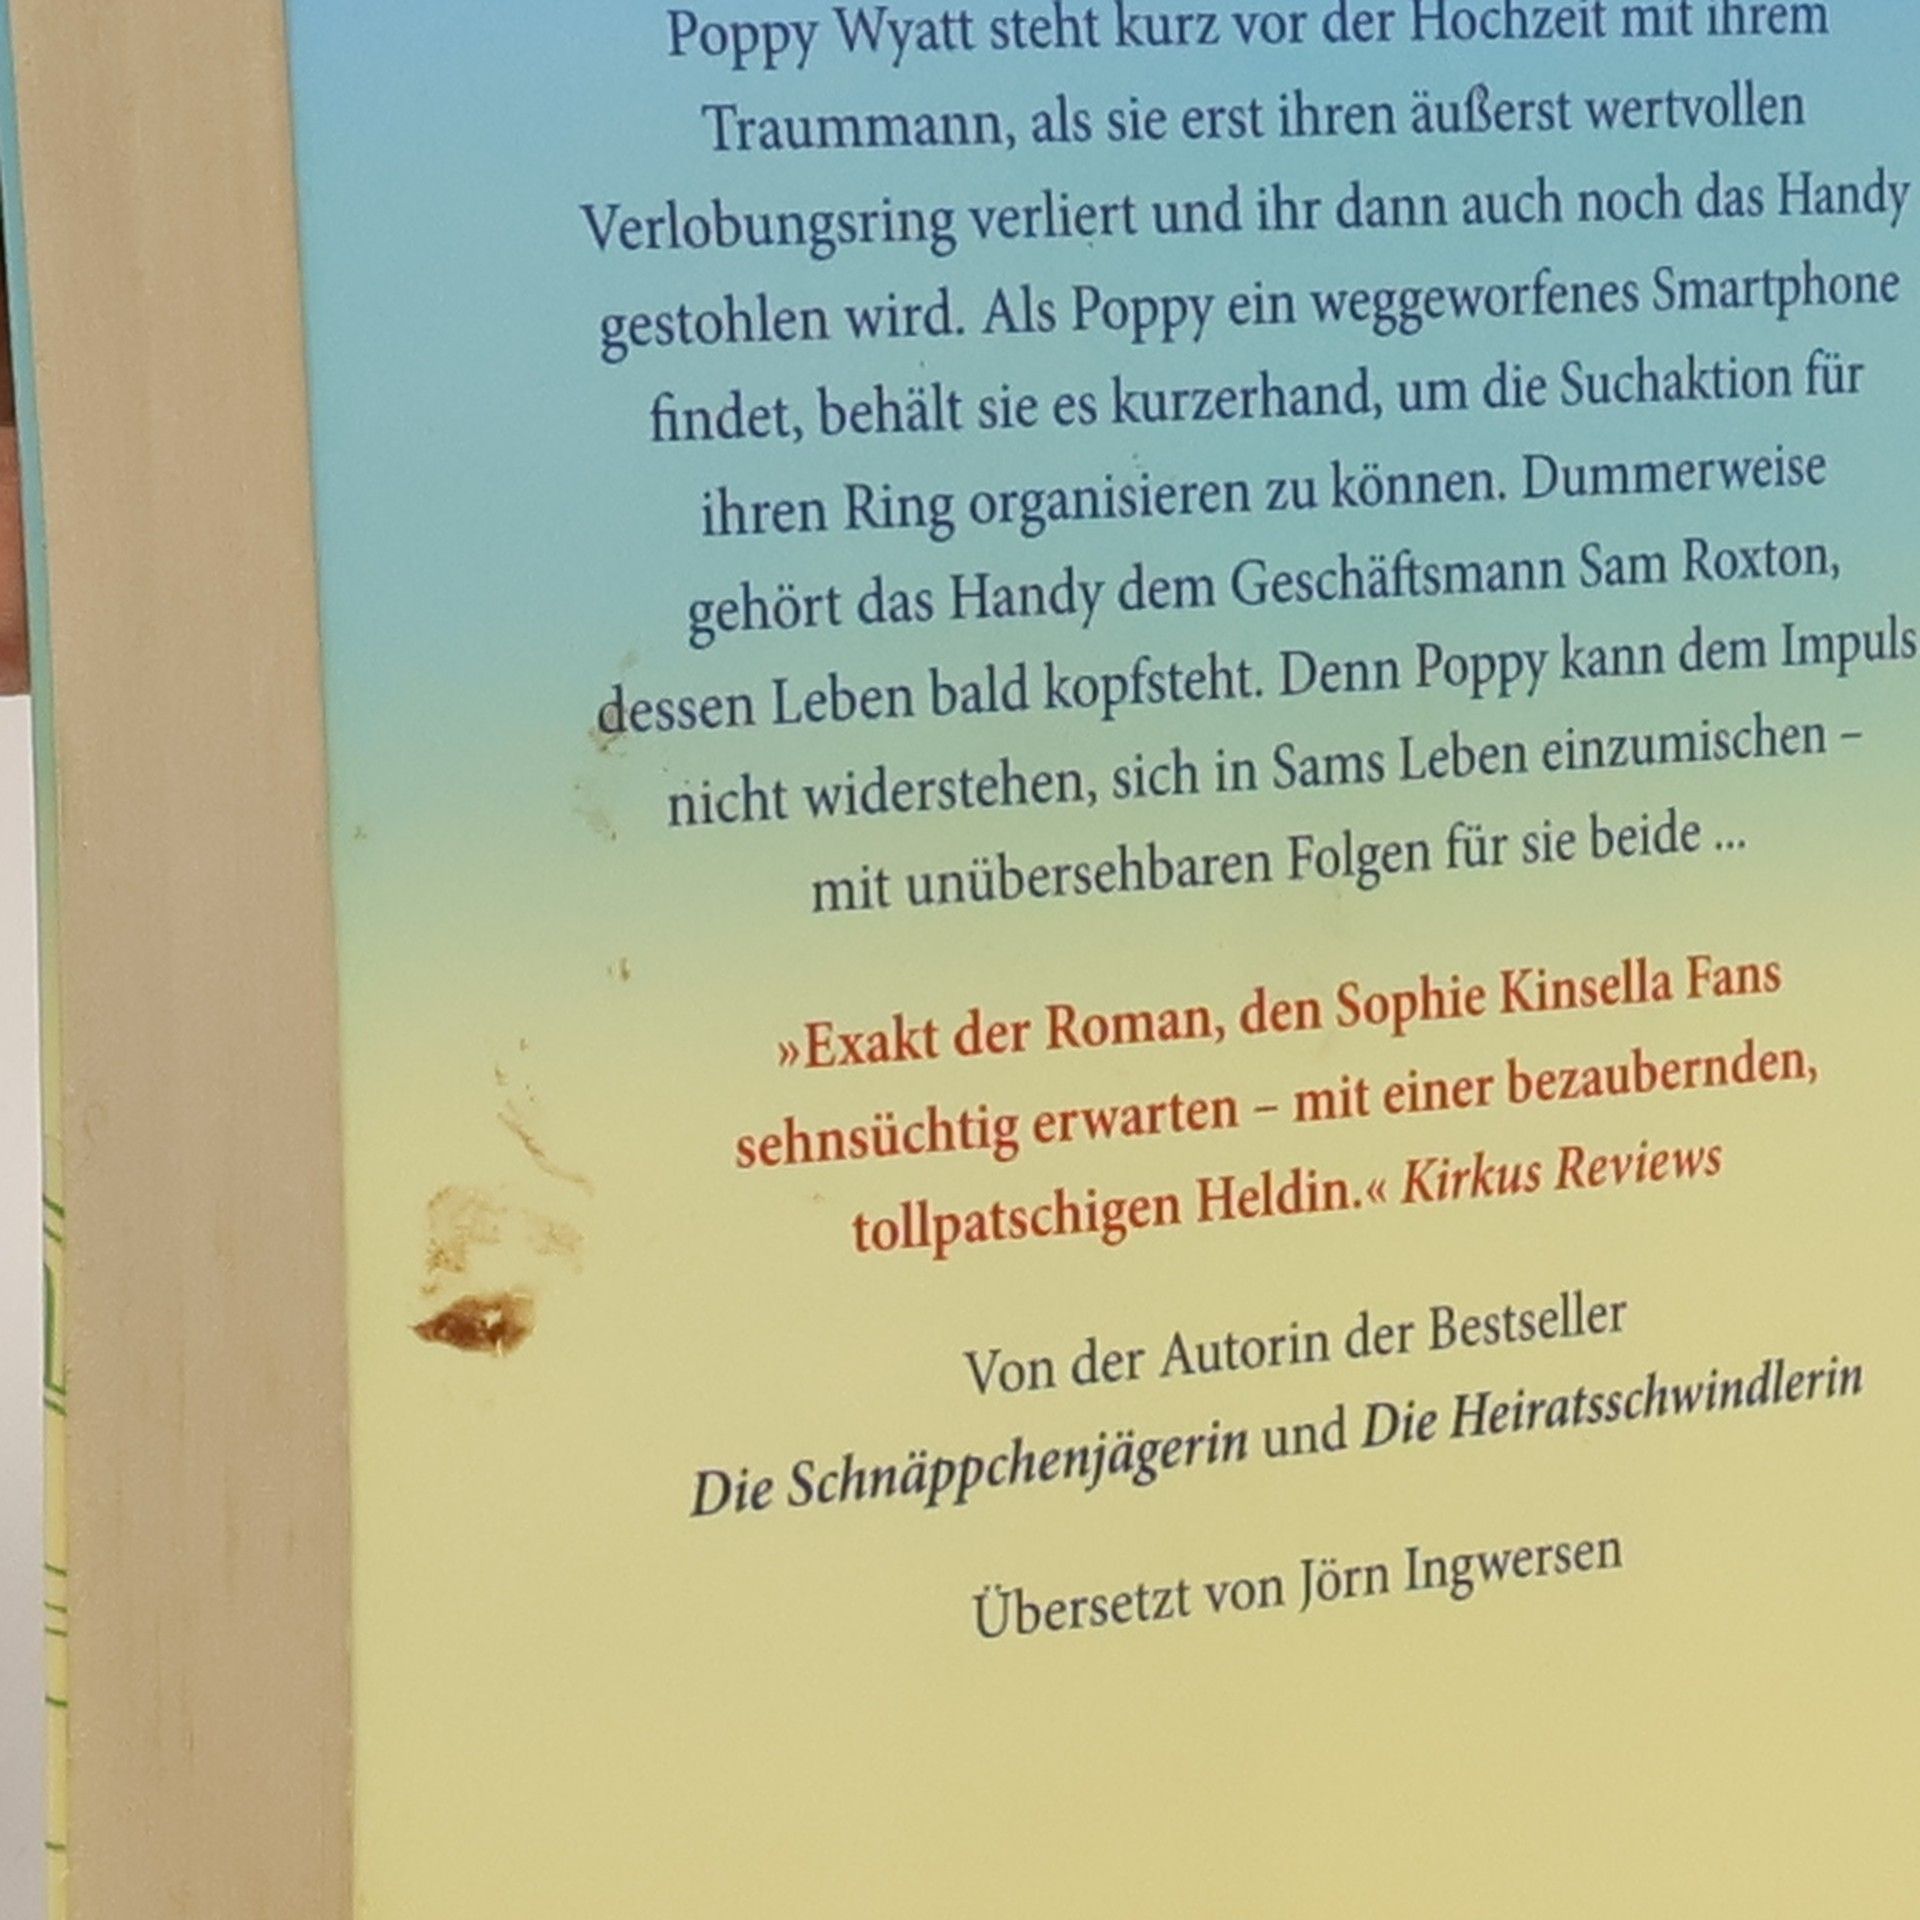 Poppy Wyatt steht kurz vor der Hochzeit mit ihrem
Traummann, als sie erst ihren äußerst wertvollen
Verlobungsring verliert und ihr dann auch noch das Handy
gestohlen wird. Als Poppy ein weggeworfenes Smartphone
findet, behält sie es kurzerhand, um die Suchaktion für
ihren Ring organisieren zu können. Dummerweise
gehört das Handy dem Geschäftsmann Sam Roxton,
dessen Leben bald kopfsteht. Denn Poppy kann dem Impuls
nicht widerstehen, sich in Sams Leben einzumischen –
mit unübersehbaren Folgen für sie beide ...
»Exakt der Roman, den Sophie Kinsella Fans
sehnsüchtig erwarten – mit einer bezaubernden,
tollpatschigen Heldin.« Kirkus Reviews
Von der Autorin der Bestseller
Die Schnäppchenjägerin und Die Heiratsschwindlerin
Übersetzt von Jörn Ingwersen